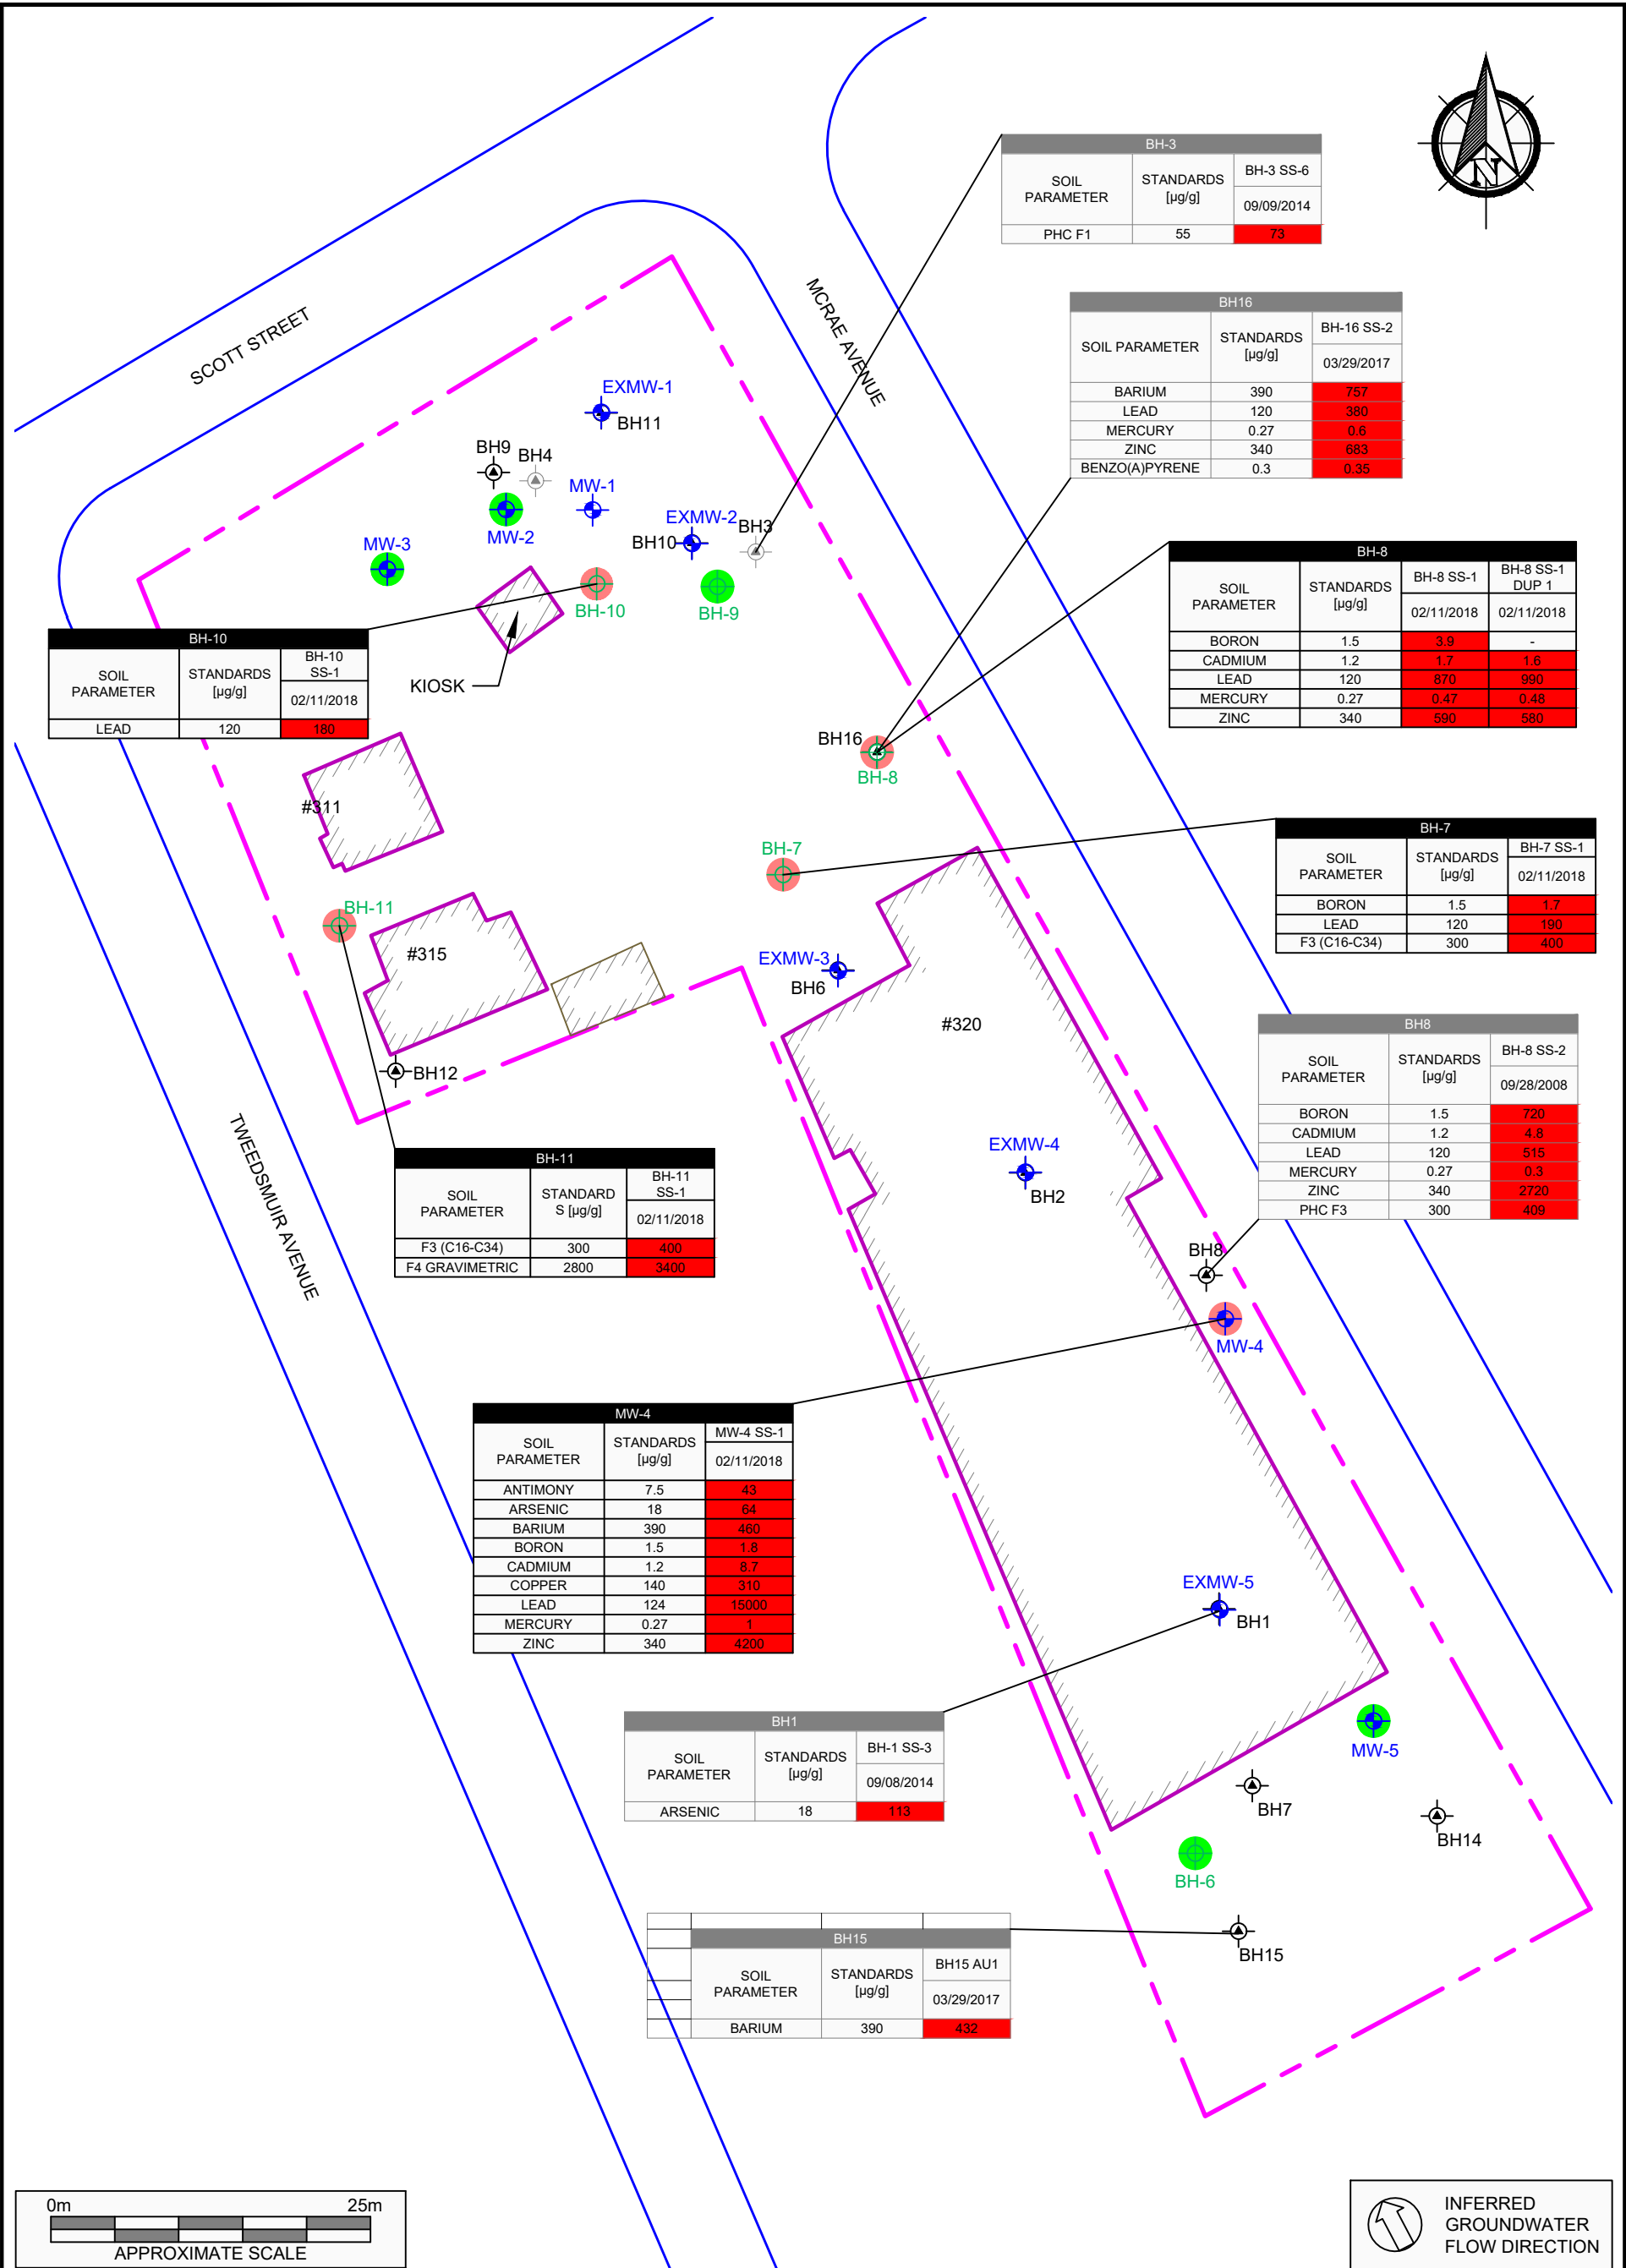 N
SCOTT STREET
MCRAE AVENUE
TWEEDSMUIR AVENUE
BH-3
SOIL PARAMETER STANDARDS [µg/g] BH-3 SS-6
09/09/2014
PHC F1 55 73
BH16
SOIL PARAMETER STANDARDS [µg/g] BH-16 SS-2
03/29/2017
BARIUM 390 757
LEAD 120 380
MERCURY 0.27 0.6
ZINC 340 683
BENZO(A)PYRENE 0.3 0.35
EXMW-1
BH11
BH9
BH4
MW-1
MW-2
MW-3
EXMW-2
BH10
BH3
BH-10
BH-9
KIOSK
BH-8
SOIL PARAMETER STANDARDS [µg/g] BH-8 SS-1 BH-8 SS-1 DUP 1
02/11/2018 02/11/2018
BORON 1.5 3.9 -
CADMIUM 1.2 1.7 1.6
LEAD 120 870 990
MERCURY 0.27 0.47 0.48
ZINC 340 590 580
BH-10
SOIL PARAMETER STANDARDS [µg/g] BH-10 SS-1
02/11/2018
LEAD 120 180
BH16
BH-8
#311
BH-7
BH-7
SOIL PARAMETER STANDARDS [µg/g] BH-7 SS-1
02/11/2018
BORON 1.5 1.7
LEAD 120 190
F3 (C16-C34) 300 400
BH-11
#315
EXMW-3
BH6
#320
BH12
BH8
SOIL PARAMETER STANDARDS [µg/g] BH-8 SS-2
09/28/2008
BORON 1.5 720
CADMIUM 1.2 4.8
LEAD 120 515
MERCURY 0.27 0.3
ZINC 340 2720
PHC F3 300 409
BH-11
SOIL PARAMETER STANDARD S [µg/g] BH-11 SS-1
02/11/2018
F3 (C16-C34) 300 400
F4 GRAVIMETRIC 2800 3400
EXMW-4
BH2
BH8
MW-4
MW-4
SOIL PARAMETER STANDARDS [µg/g] MW-4 SS-1
02/11/2018
ANTIMONY 7.5 43
ARSENIC 18 64
BARIUM 390 460
BORON 1.5 1.8
CADMIUM 1.2 8.7
COPPER 140 310
LEAD 124 15000
MERCURY 0.27 1
ZINC 340 4200
EXMW-5
BH1
BH1
SOIL PARAMETER STANDARDS [µg/g] BH-1 SS-3
09/08/2014
ARSENIC 18 113
MW-5
BH7
BH14
BH-6
BH15
BH15
SOIL PARAMETER STANDARDS [µg/g] BH15 AU1
03/29/2017
BARIUM 390 432
0m 25m
APPROXIMATE SCALE
INFERRED
GROUNDWATER
FLOW DIRECTION